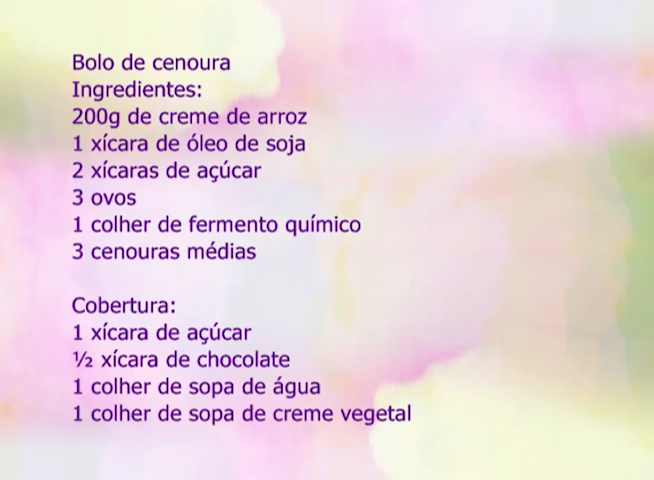 Bolo de cenoura
Ingredientes:
200g de creme de arroz
1 xícara de óleo de soja
2 xícaras de açúcar
3 ovos
1 colher de fermento químico
3 cenouras médias
Cobertura:
1 xícara de açúcar
½ xícara de chocolate
1 colher de sopa de água
1 colher de sopa de creme vegetal